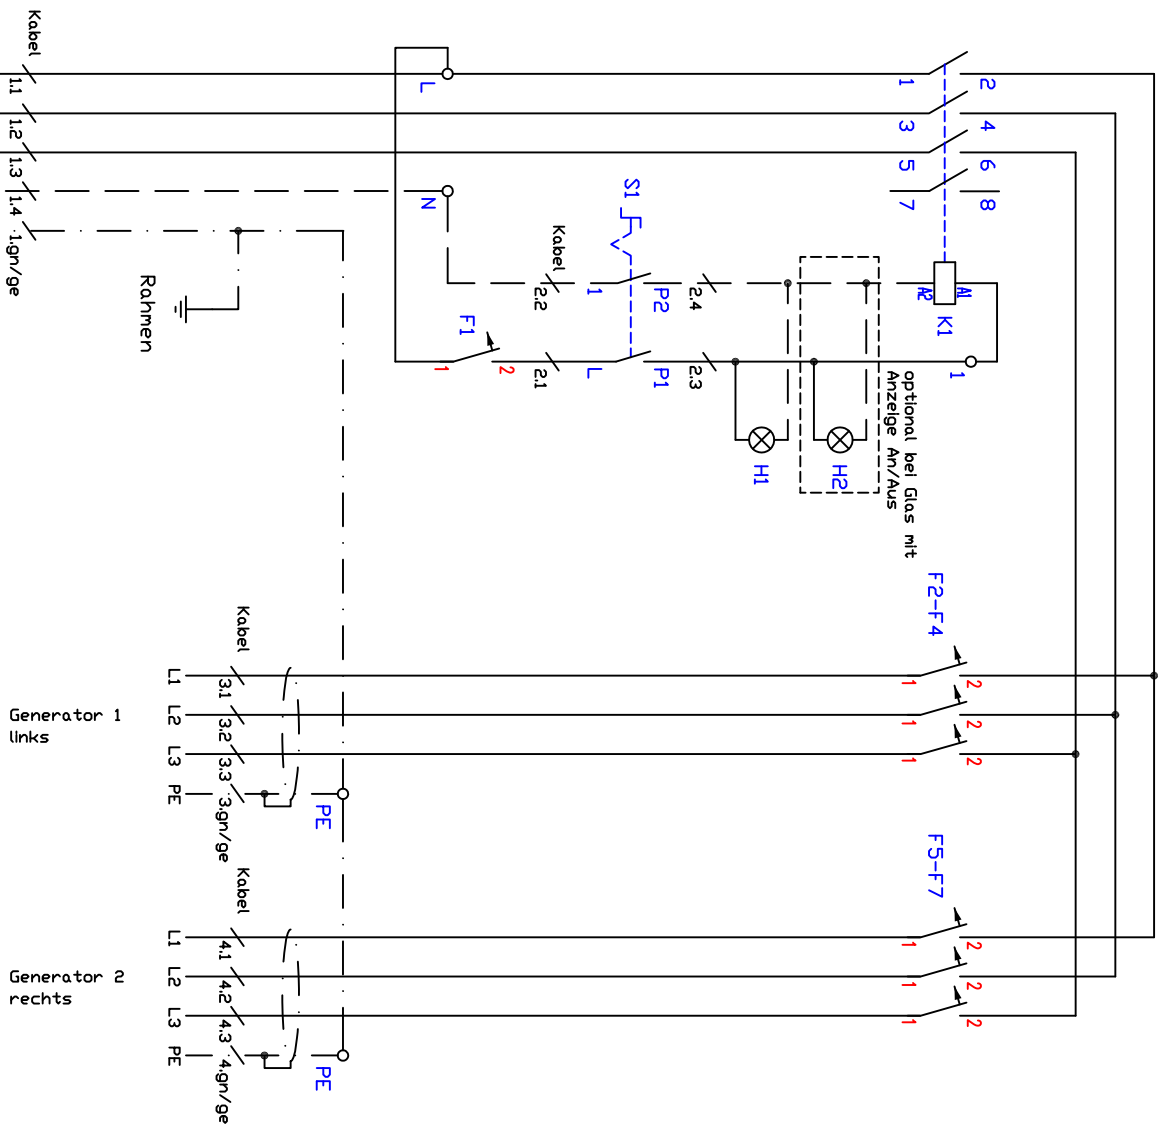 Kabel
1.1
1.2
1.3
1.4
1.gn/ge
Rahmen
L
N
1
2
3
4
5
6
7
8
S1
Kabel
2.2
2.1
1
L
P2
P1
2.4
2.3
F1
1
2
A1
A2
K1
1
optional bei Glas mit
Anzeige An/Aus
H1
H2
F2-F4
1
2
1
2
1
2
Kabel
L1
3.1
L2
3.2
L3
3.3
PE
3.gn/ge
PE
Generator 1
links
F5-F7
1
2
1
2
1
2
Kabel
L1
4.1
L2
4.2
L3
4.3
PE
4.gn/ge
PE
Generator 2
rechts